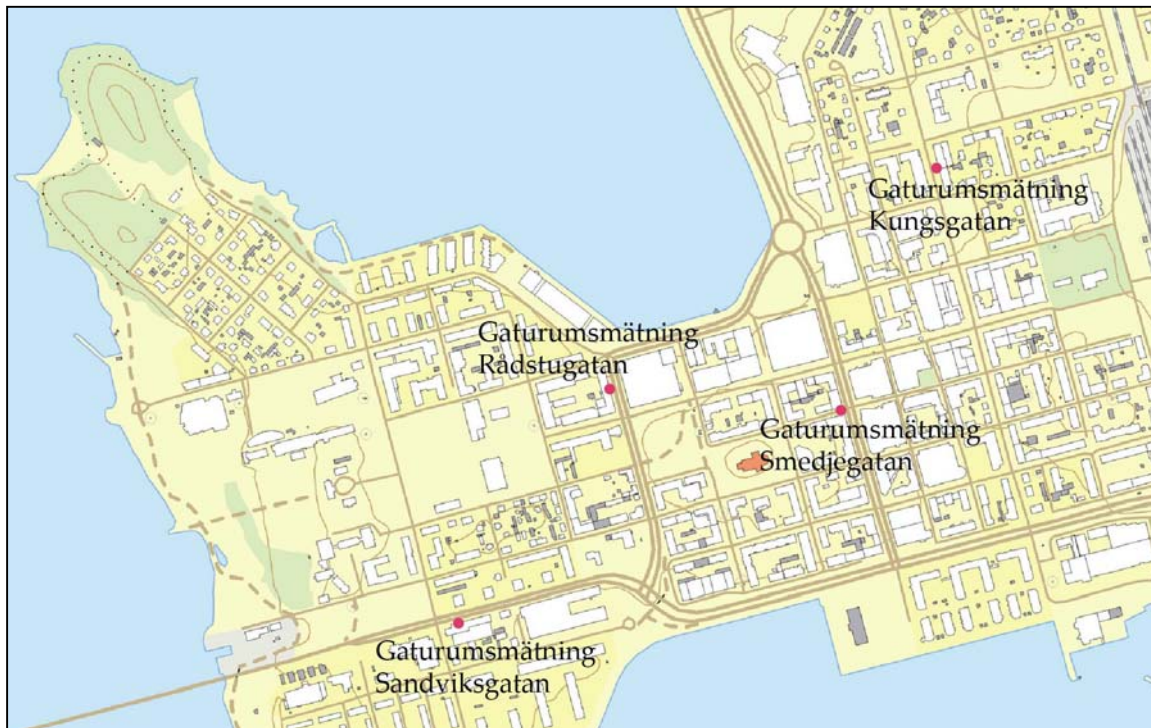 Gaturumsmätning
Kungsgatan
Gaturumsmätning
Rådstugatan
Gaturumsmätning
Smedjegatan
Gaturumsmätning
Sandviksgatan